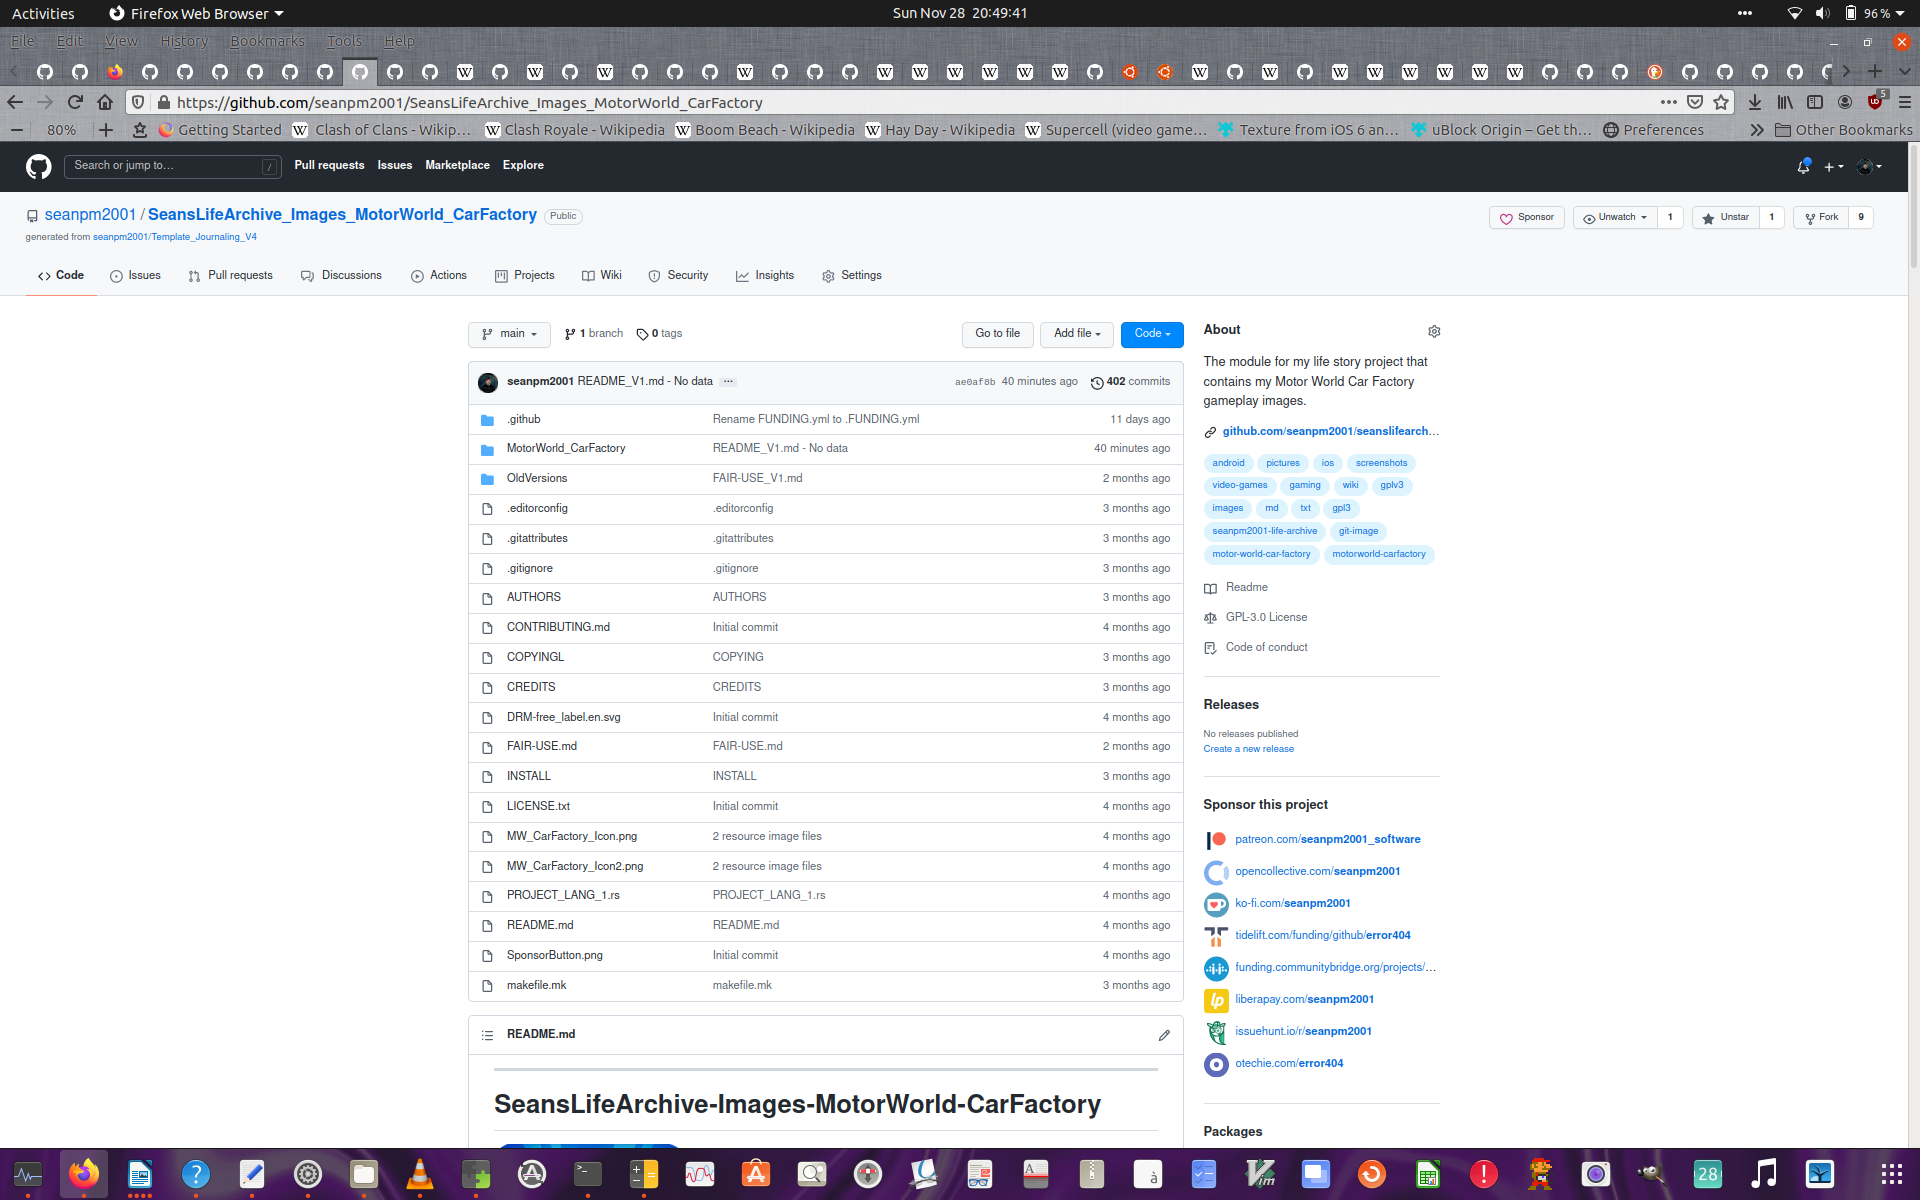 Activities Firefox Web Browser Sun Nov 28 20:49:41 96%
File Edit View History Bookmarks Tools Help
https://github.com/seanpm2001/SeansLifeArchive_Images_MotorWorld_CarFactory 5
80% Getting Started Clash of Clans - Wikip… Clash Royale - Wikipedia Boom Beach - Wikipedia Hay Day - Wikipedia Supercell (video game… Texture from iOS 6 an… uBlock Origin – Get th… Preferences Other Bookmarks
Search or jump to… / Pull requests Issues Marketplace Explore
seanpm2001 / SeansLifeArchive_Images_MotorWorld_CarFactory Public Sponsor Unwatch 1 Unstar 1 Fork 9
generated from seanpm2001/Template_Journaling_V4
Code Issues Pull requests Discussions Actions Projects Wiki Security Insights Settings
main 1 branch 0 tags Go to file Add file Code
seanpm2001 README_V1.md - No data ae0af8b 40 minutes ago 402 commits
.github Rename FUNDING.yml to .FUNDING.yml 11 days ago
MotorWorld_CarFactory README_V1.md - No data 40 minutes ago
OldVersions FAIR-USE_V1.md 2 months ago
.editorconfig .editorconfig 3 months ago
.gitattributes .gitattributes 3 months ago
.gitignore .gitignore 3 months ago
AUTHORS AUTHORS 3 months ago
CONTRIBUTING.md Initial commit 4 months ago
COPYINGL COPYING 3 months ago
CREDITS CREDITS 3 months ago
DRM-free_label.en.svg Initial commit 4 months ago
FAIR-USE.md FAIR-USE.md 2 months ago
INSTALL INSTALL 3 months ago
LICENSE.txt Initial commit 4 months ago
MW_CarFactory_Icon.png 2 resource image files 4 months ago
MW_CarFactory_Icon2.png 2 resource image files 4 months ago
PROJECT_LANG_1.rs PROJECT_LANG_1.rs 4 months ago
README.md README.md 4 months ago
SponsorButton.png Initial commit 4 months ago
makefile.mk makefile.mk 3 months ago
README.md
SeansLifeArchive-Images-MotorWorld-CarFactory
About
The module for my life story project that
contains my Motor World Car Factory
gameplay images.
github.com/seanpm2001/seanslifearch…
android pictures ios screenshots
video-games gaming wiki gplv3
images md txt gpl3
seanpm2001-life-archive git-image
motor-world-car-factory motorworld-carfactory
Readme
GPL-3.0 License
Code of conduct
Releases
No releases published
Create a new release
Sponsor this project
patreon.com/seanpm2001_software
opencollective.com/seanpm2001
ko-fi.com/seanpm2001
tidelift.com/funding/github/error404
funding.communitybridge.org/projects/…
liberapay.com/seanpm2001
issuehunt.io/r/seanpm2001
otechie.com/error404
Packages
28